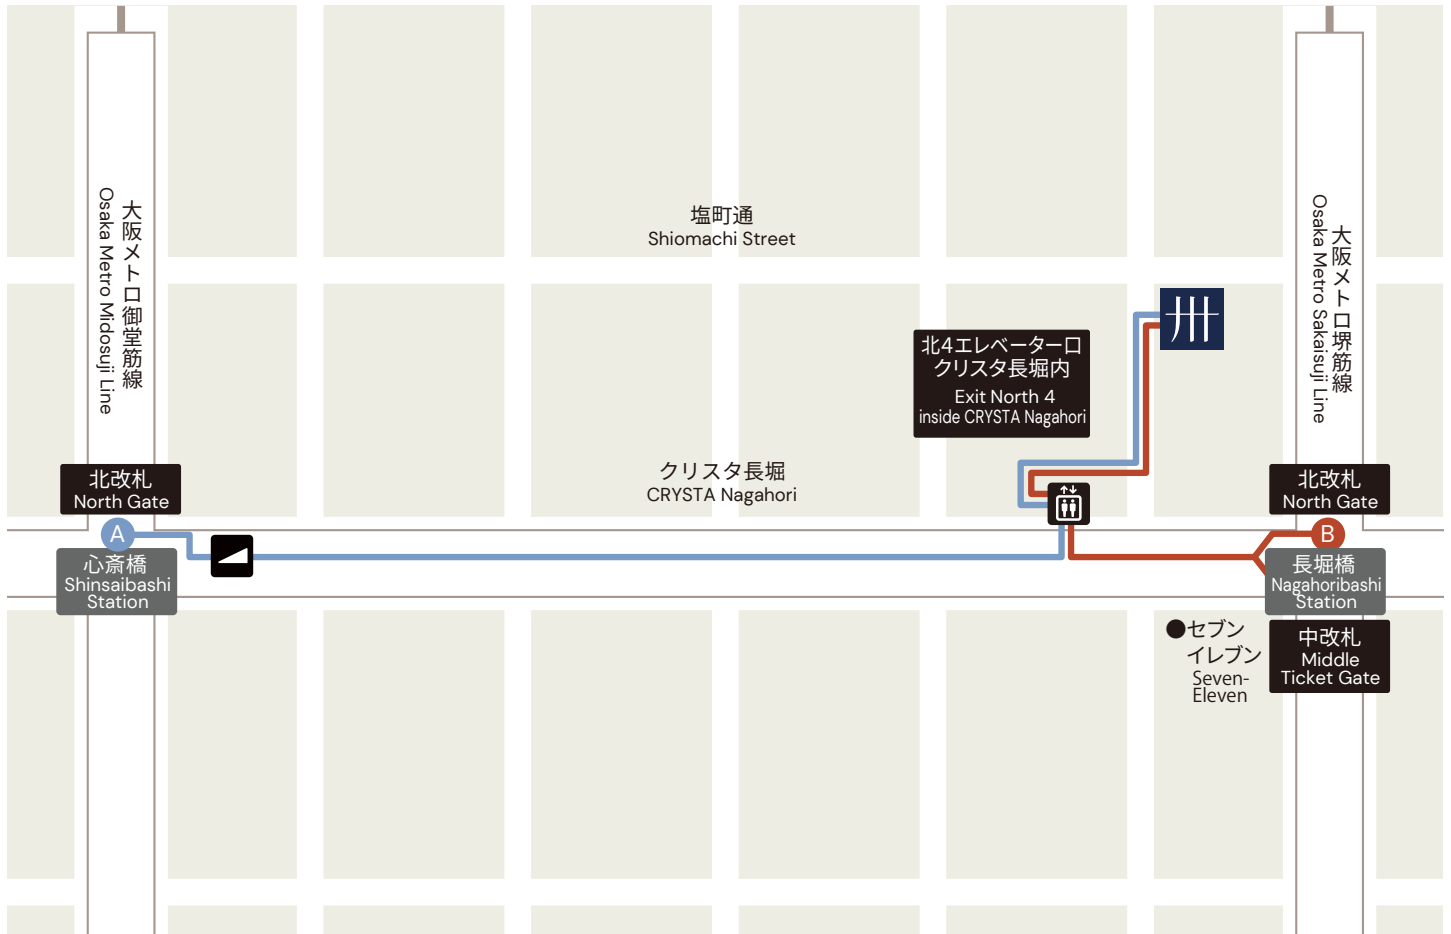 塩町通
Shiomachi Street
大阪メトロ御堂筋線
Osaka Metro Midosuji Line
大阪メトロ堺筋線
Osaka Metro Sakaisuji Line
卅
北4エレベーター口
クリスタ長堀内
Exit North 4
inside CRYSTA Nagahori
クリスタ長堀
CRYSTA Nagahori
北改札
North Gate
A
心斎橋
Shinsaibashi
Station
北改札
North Gate
B
長堀橋
Nagahoribashi
Station
セブン
イレブン
Seven-
Eleven
中改札
Middle
Ticket Gate